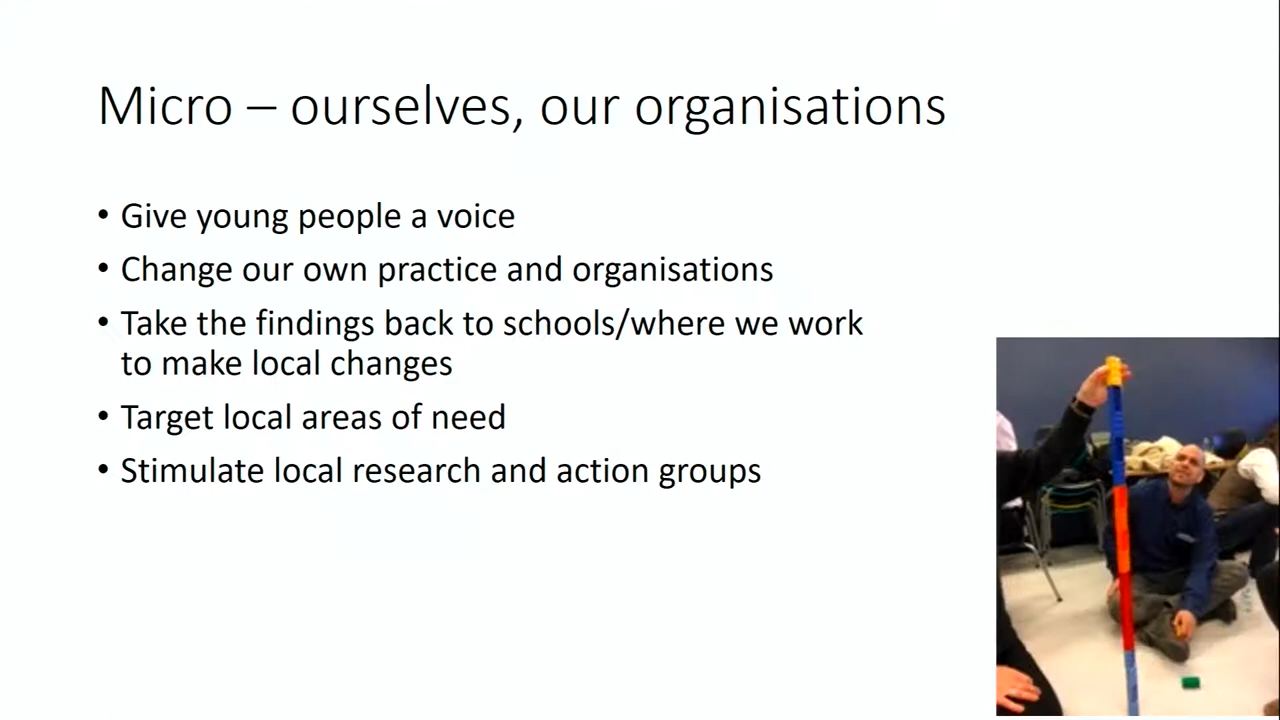 Micro – ourselves, our organisations
• Give young people a voice
• Change our own practice and organisations
• Take the findings back to schools/where we work
to make local changes
• Target local areas of need
• Stimulate local research and action groups